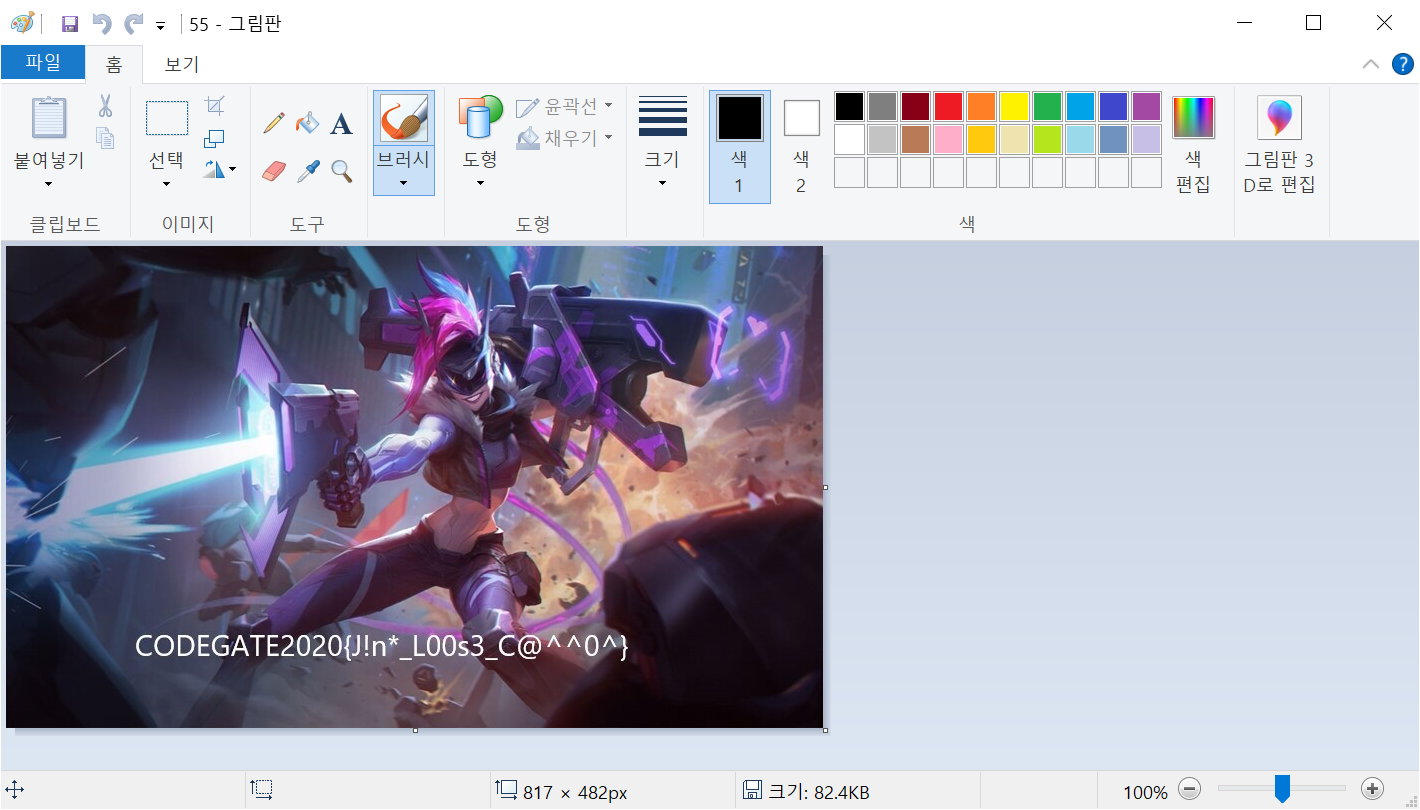 55 - 그림판
파일
홈
보기
붙여넣기
클립보드
선택
이미지
A
도구
브러시
도형
윤곽선
채우기
도형
크기
색
1
색
2
색
편집
색
그림판 3
D로 편집
?
CODEGATE2020{J!n*_L00s3_C@^^0^}
817 × 482px
크기: 82.4KB
100%